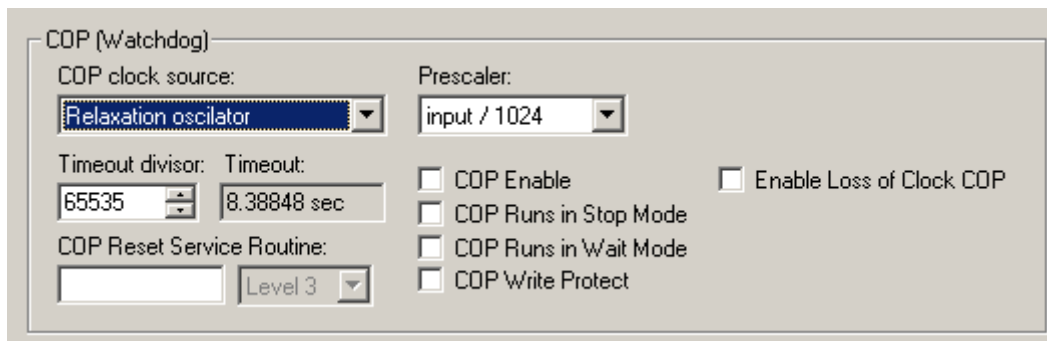 COP (Watchdog)
COP clock source: Prescaler:
Relaxation oscilator input / 1024
Timeout divisor: Timeout:
65535 8.38848 sec
COP Enable Enable Loss of Clock COP
COP Runs in Stop Mode
COP Reset Service Routine: COP Runs in Wait Mode
Level 3 COP Write Protect